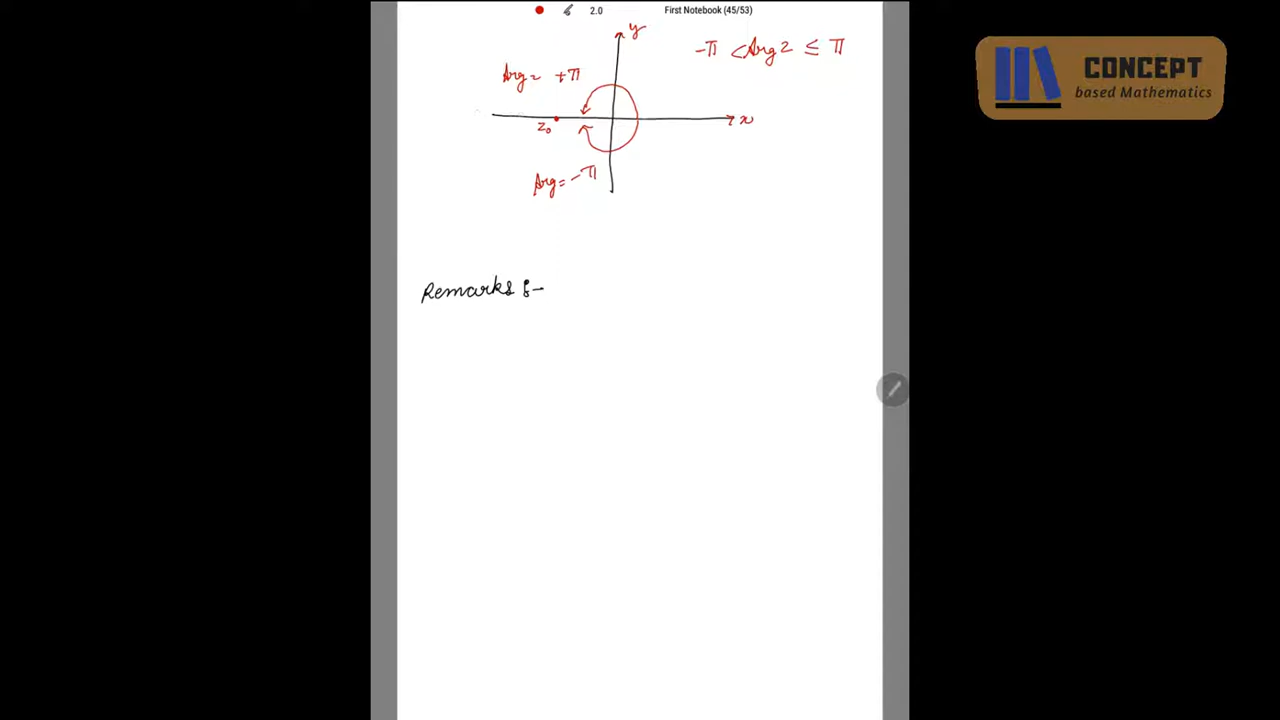 2.0 First Notebook (45/53)
y
-π < Arg z ≤ π
Arg = +π
x
z₀
Arg = -π
Remarks :-
CONCEPT
based Mathematics